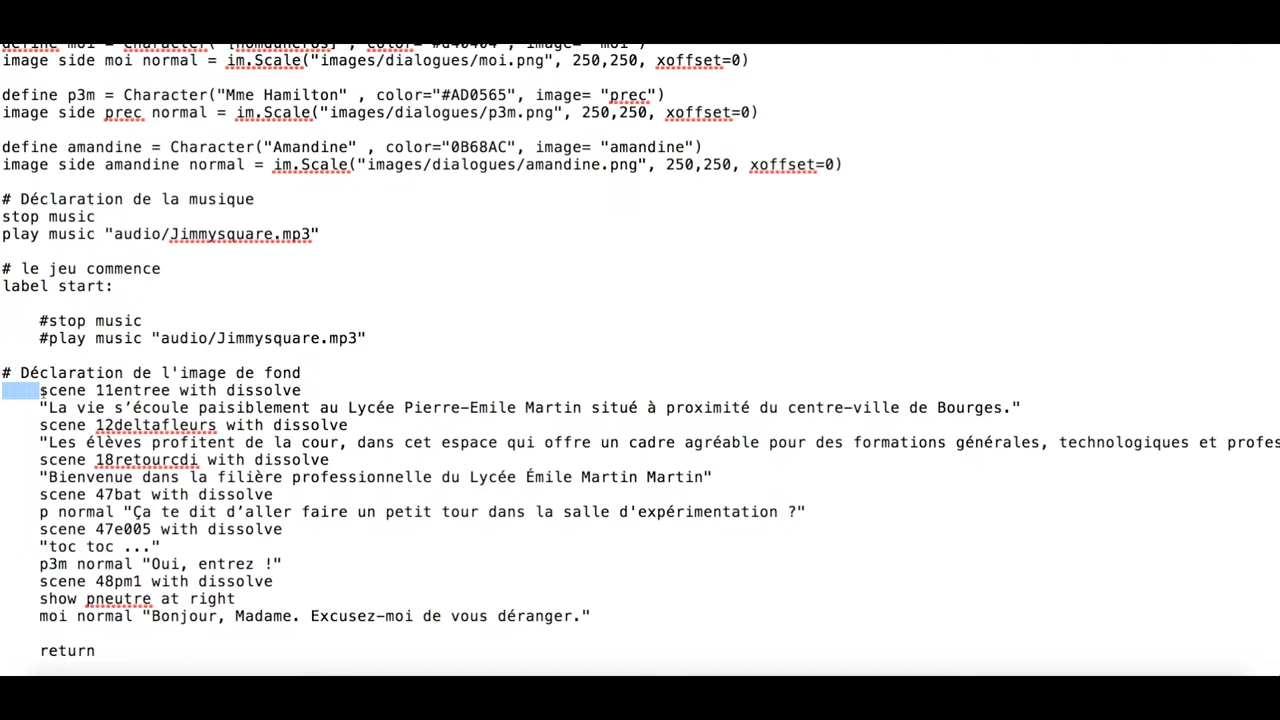 define moi = Character( "[nomduheros]" , color= "#d40404", image= "moi")
image side moi normal = im.Scale("images/dialogues/moi.png", 250,250, xoffset=0)
define p3m = Character("Mme Hamilton" , color="#AD0565", image= "prec")
image side prec normal = im.Scale("images/dialogues/p3m.png", 250,250, xoffset=0)
define amandine = Character("Amandine" , color="0B68AC", image= "amandine")
image side amandine normal = im.Scale("images/dialogues/amandine.png", 250,250, xoffset=0)
# Déclaration de la musique
stop music
play music "audio/Jimmysquare.mp3"
# le jeu commence
label start:
#stop music
#play music "audio/Jimmysquare.mp3"
# Déclaration de l'image de fond
scene 11entree with dissolve
"La vie s’écoule paisiblement au Lycée Pierre-Emile Martin situé à proximité du centre-ville de Bourges."
scene 12deltafleurs with dissolve
"Les élèves profitent de la cour, dans cet espace qui offre un cadre agréable pour des formations générales, technologiques et profes
scene 18retourcdi with dissolve
"Bienvenue dans la filière professionnelle du Lycée Émile Martin Martin"
scene 47bat with dissolve
p normal "Ça te dit d’aller faire un petit tour dans la salle d'expérimentation ?"
scene 47e005 with dissolve
"toc toc ..."
p3m normal "Oui, entrez !"
scene 48pm1 with dissolve
show pneutre at right
moi normal "Bonjour, Madame. Excusez-moi de vous déranger."
return